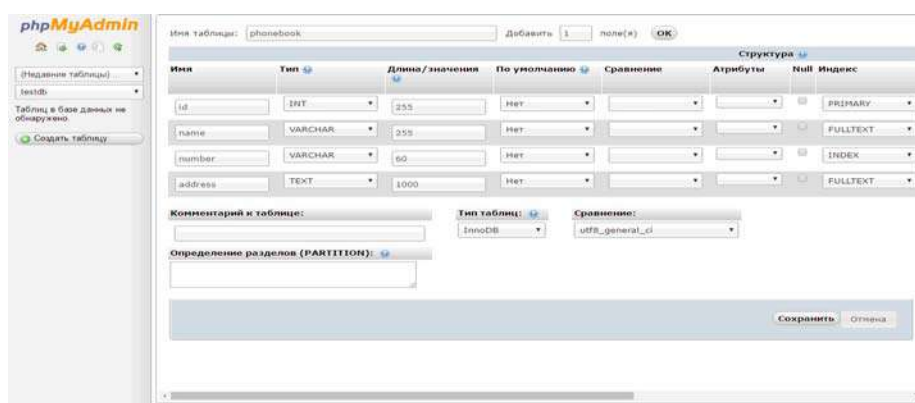 phpMyAdmin
(Недавние таблицы) ...
testdb
Таблиц в базе данных не
обнаружено.
Создать таблицу
Имя таблицы: phonebook Добавить 1 поле(я) OK
Структура
Имя Тип Длина/значения По умолчанию Сравнение Атрибуты Null Индекс
id INT 255 Нет PRIMARY
name VARCHAR 255 Нет FULLTEXT
number VARCHAR 60 Нет INDEX
address TEXT 1000 Нет FULLTEXT
Комментарий к таблице: Тип таблиц: Сравнение:
InnoDB utf8_general_ci
Определение разделов (PARTITION):
Сохранить Отмена